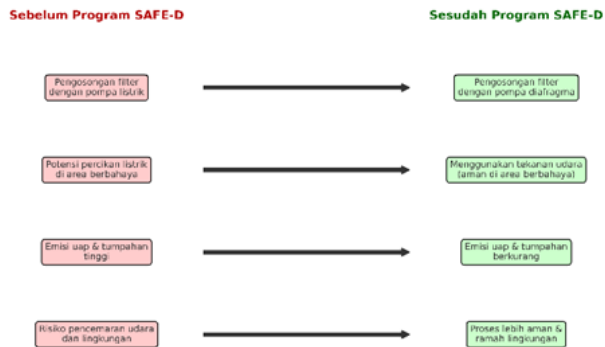 Sebelum Program SAFE-D
Sesudah Program SAFE-D
Pengosongan filter
dengan pompa listrik
Pengosongan filter
dengan pompa diafragma
Potensi percikan listrik
di area berbahaya
Menggunakan tekanan udara
(aman di area berbahaya)
Emisi uap & tumpahan
tinggi
Emisi uap & tumpahan
berkurang
Risiko pencemaran udara
dan lingkungan
Proses lebih aman &
ramah lingkungan